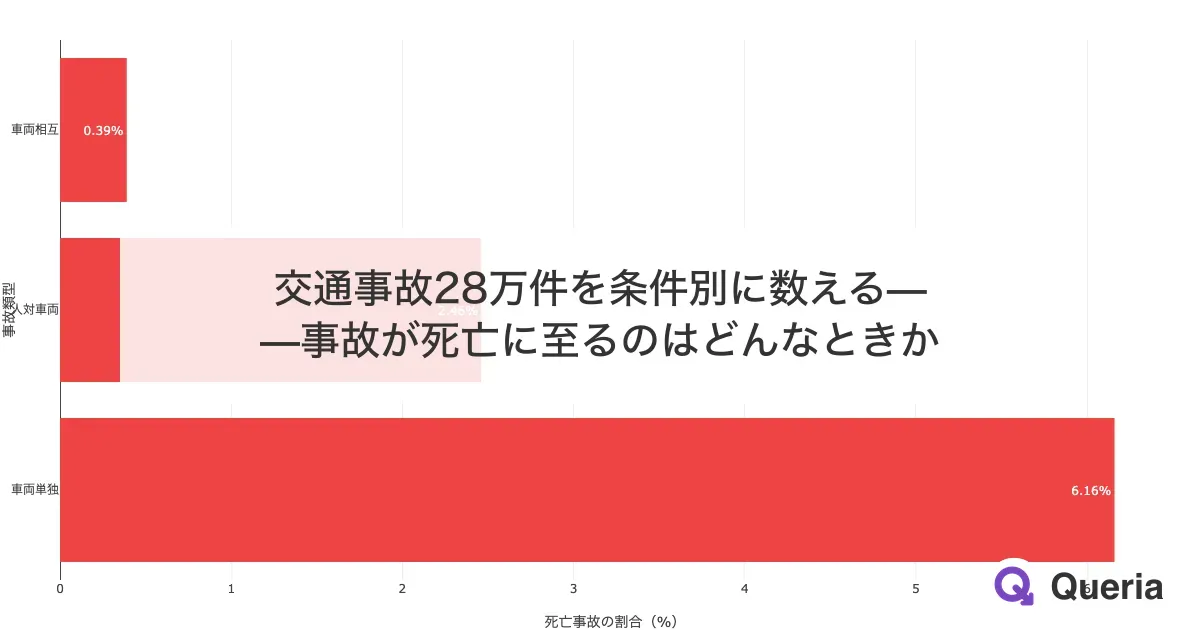 車両相互
0.39%
事故類型
人対車両
2.46%
交通事故28万件を条件別に数える—
—事故が死亡に至るのはどんなときか
車両単独
6.16%
0
1
2
3
4
5
6
死亡事故の割合（%）
Queria